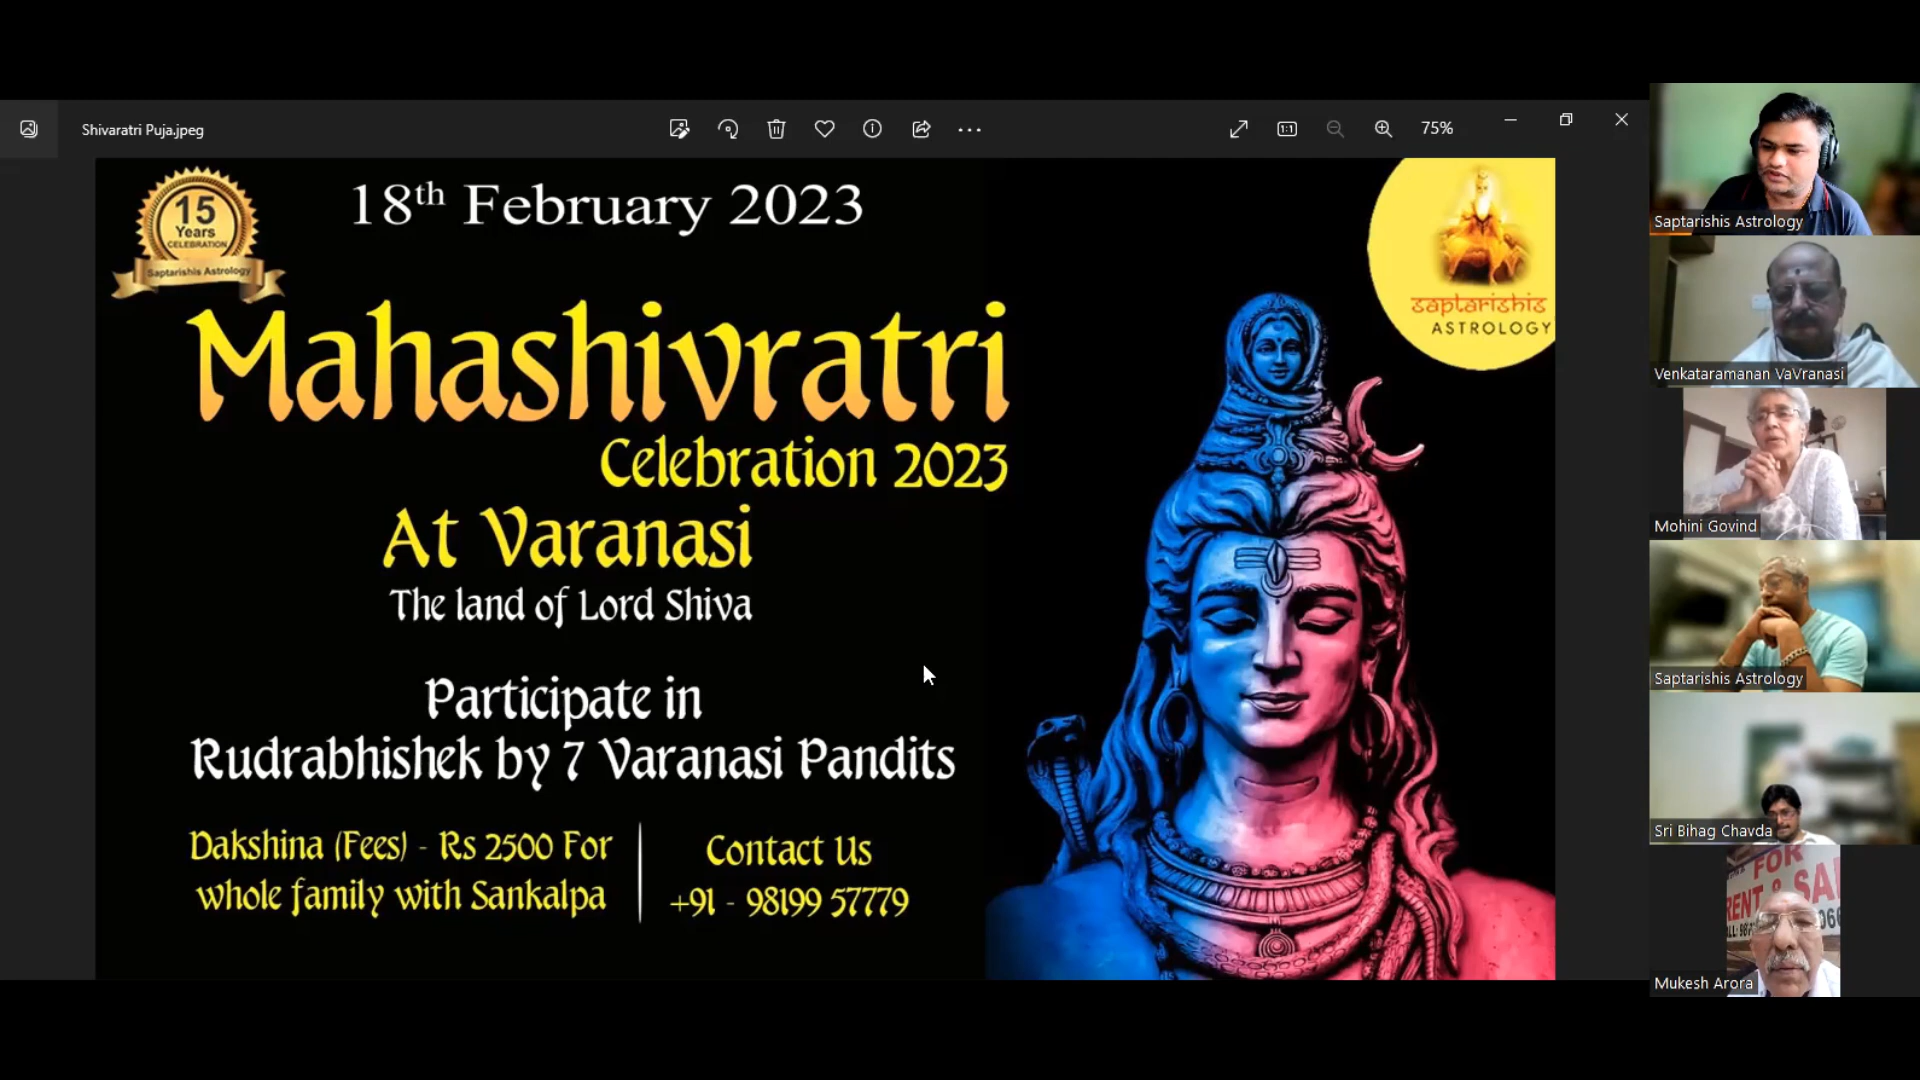 Shivaratri Puja.jpeg
75%
15
Years
CELEBRATION
Saptarishis Astrology
18th February 2023
saptarishis
ASTROLOGY
Mahashivratri
Celebration 2023
At Varanasi
The land of Lord Shiva
Participate in
Rudrabhishek by 7 Varanasi Pandits
Dakshina (Fees) - Rs 2500 For
whole family with Sankalpa
Contact Us
+91 - 98199 57779
Saptarishis Astrology
Venkataramanan VaVranasi
Mohini Govind
Saptarishis Astrology
Sri Bihag Chavda
FOR
RENT & SA
Mukesh Arora